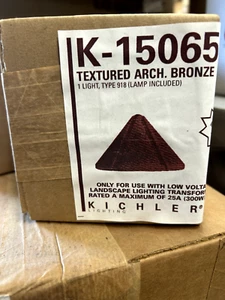 K-15065
TEXTURED ARCH. BRONZE
1 LIGHT, TYPE 918 (LAMP INCLUDED)
ONLY FOR USE WITH LOW VOLTA
LANDSCAPE LIGHTING TRANSFOR
RATED A MAXIMUM OF 25A (300W
KICHLER®
LIGHTING